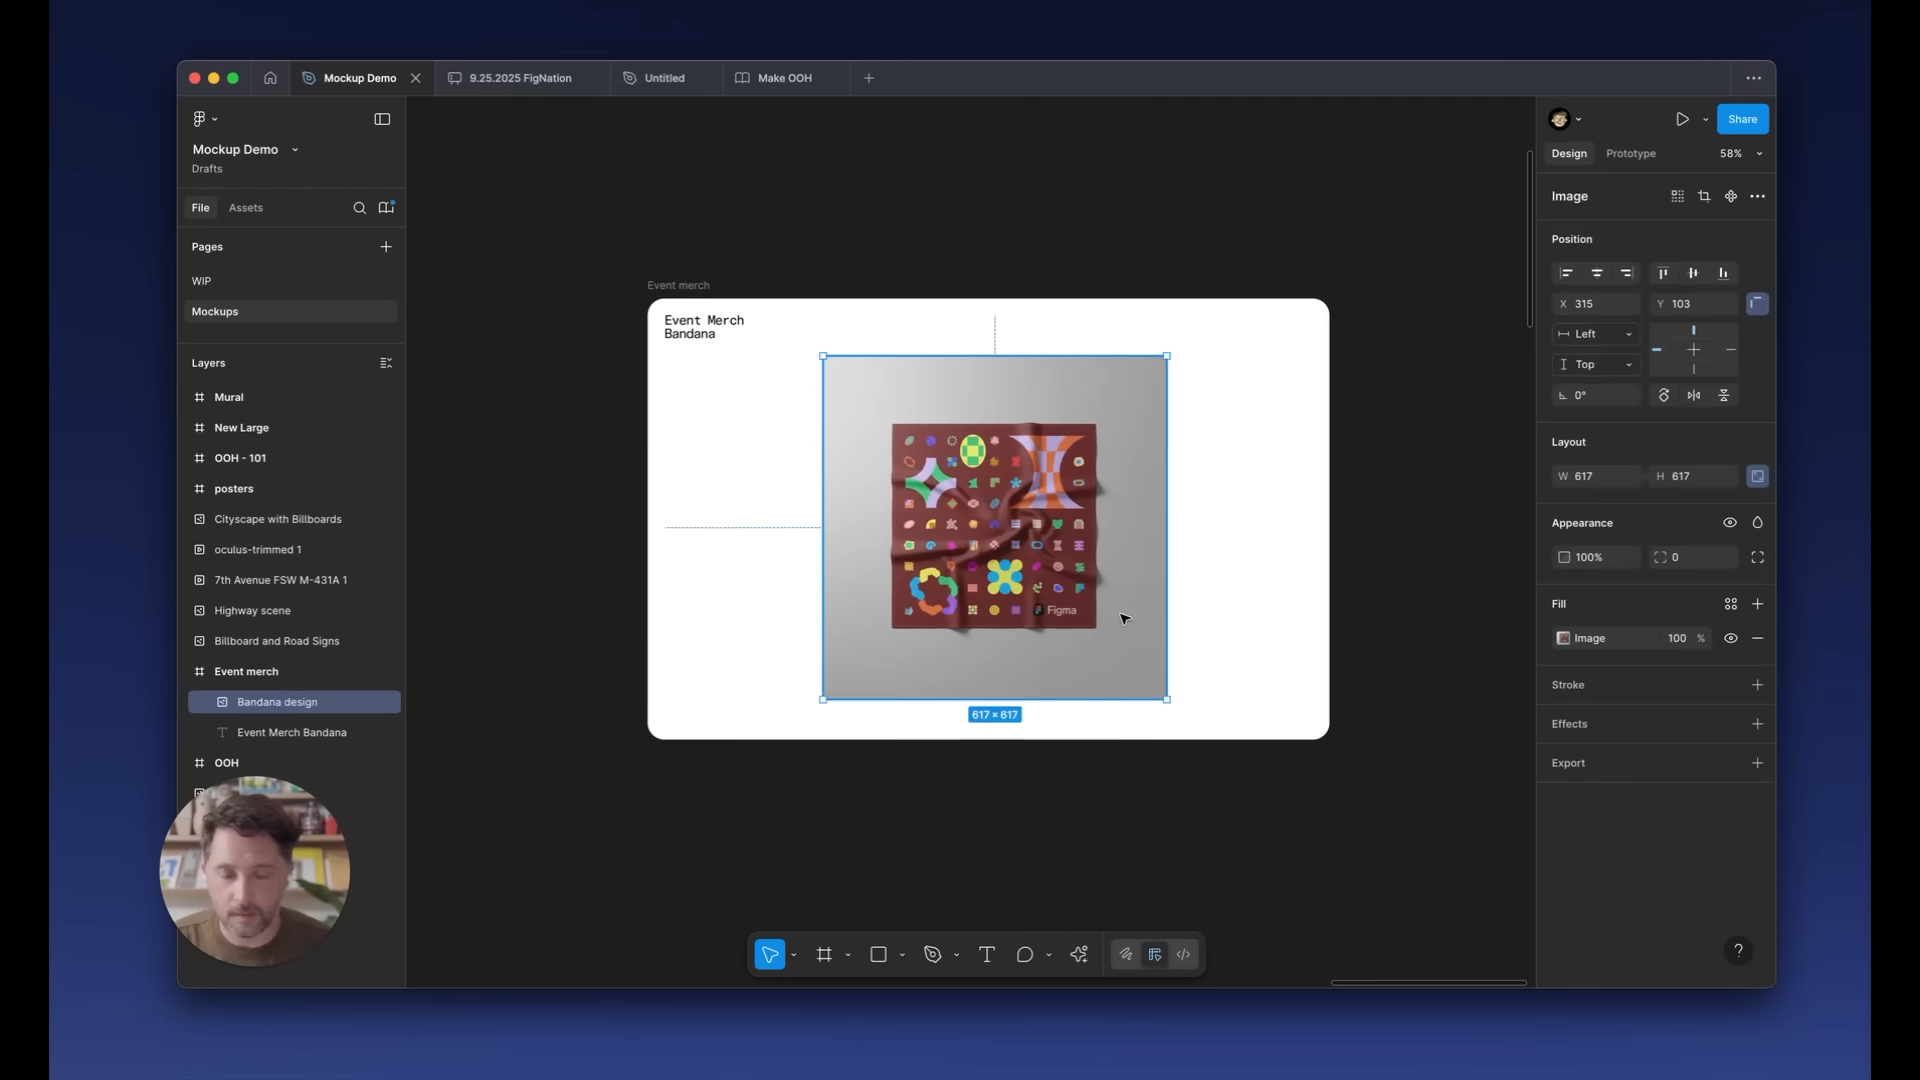 Mockup Demo
9.25.2025 FigNation
Untitled
Make OOH
Mockup Demo
Drafts
File
Assets
Pages
WIP
Mockups
Layers
Mural
New Large
OOH - 101
posters
Cityscape with Billboards
oculus-trimmed 1
7th Avenue FSW M-431A 1
Highway scene
Billboard and Road Signs
Event merch
Bandana design
Event Merch Bandana
OOH
Event merch
Event Merch
Bandana
Figma
617 × 617
Share
Design
Prototype
58%
Image
Position
X 315
Y 103
Left
Top
0°
Layout
W 617
H 617
Appearance
100%
0
Fill
Image
100 %
Stroke
Effects
Export
?